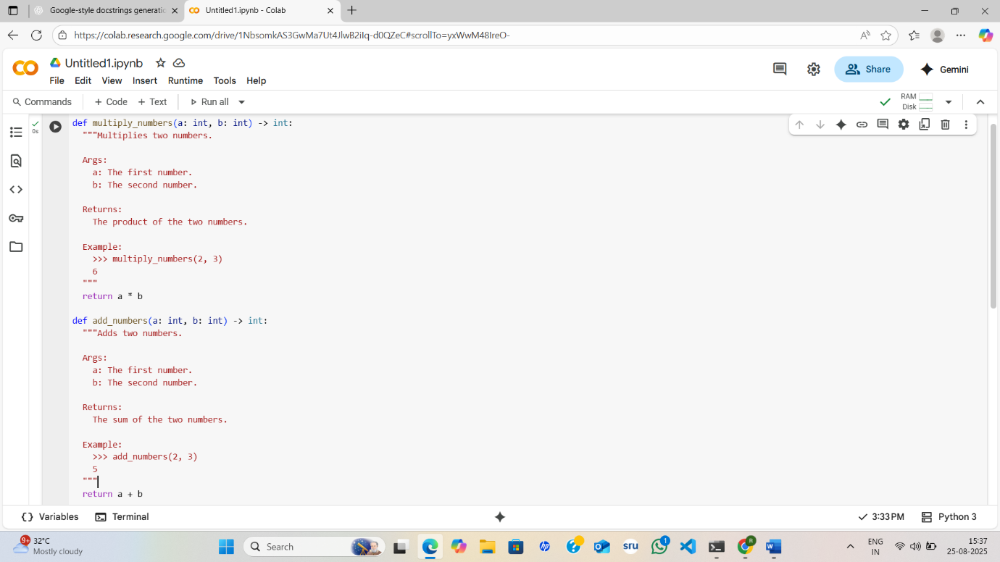 Google-style docstrings generatio
Untitled1.ipynb - Colab
https://colab.research.google.com/drive/1NbsomkAS3GwMa7Ut4JlwB2iIq-d0QZeC#scrollTo=yxWwM48IreO-
Untitled1.ipynb
File Edit View Insert Runtime Tools Help
Share
Gemini
Commands + Code + Text Run all
RAM
Disk
0s
def multiply_numbers(a: int, b: int) -> int:
"""Multiplies two numbers.
Args:
a: The first number.
b: The second number.
Returns:
The product of the two numbers.
Example:
>>> multiply_numbers(2, 3)
6
"""
return a * b
def add_numbers(a: int, b: int) -> int:
"""Adds two numbers.
Args:
a: The first number.
b: The second number.
Returns:
The sum of the two numbers.
Example:
>>> add_numbers(2, 3)
5
"""
return a + b
{} Variables Terminal
3:33 PM Python 3
9+
32°C
Mostly cloudy
Search
hp
sru
1
R
ENG
IN
15:37
25-08-2025